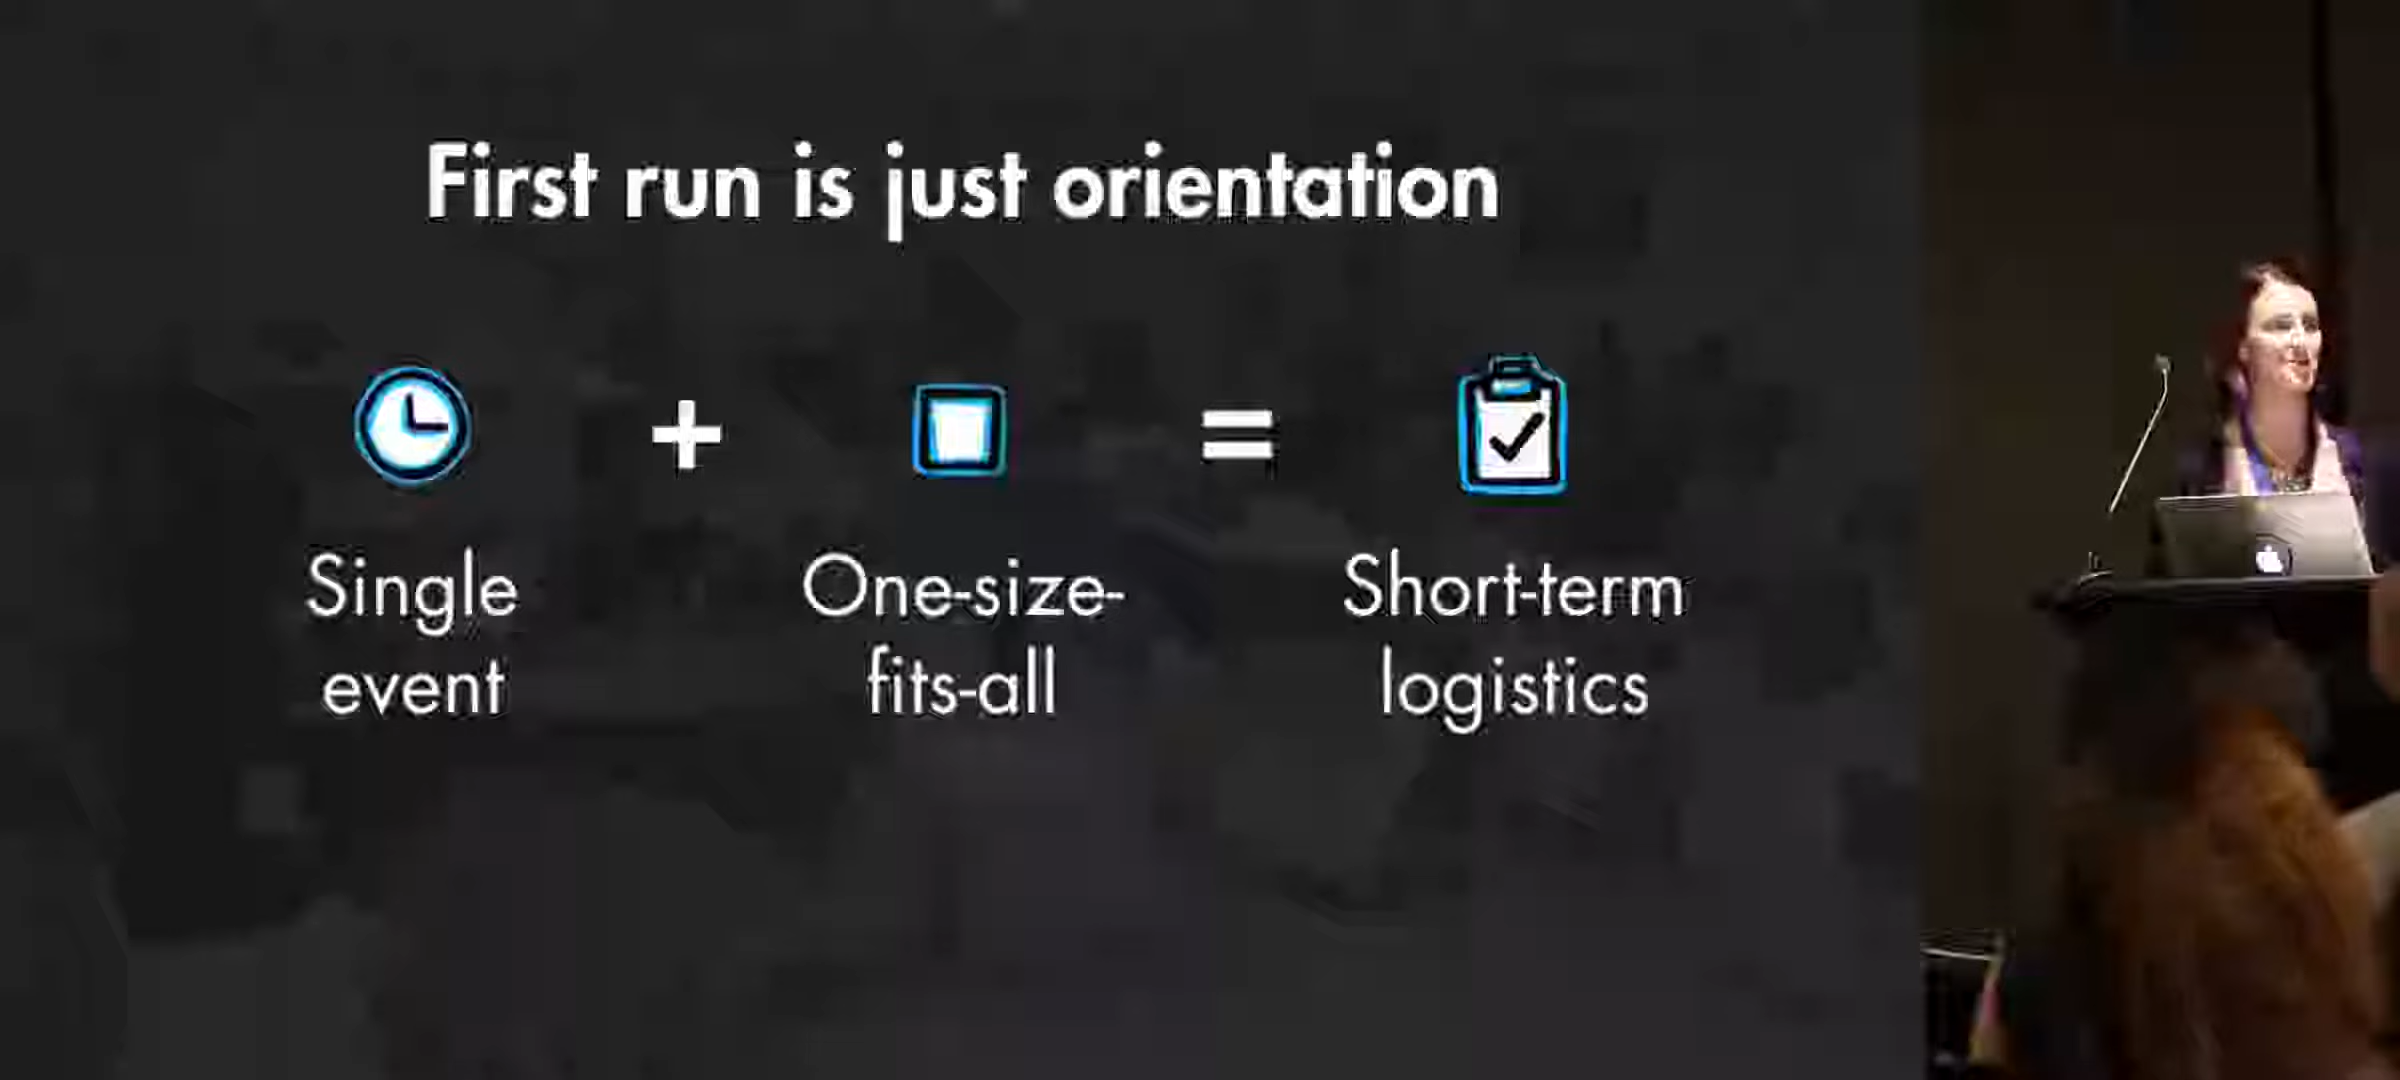 First run is just orientation
+
=
Single
event
One-size-
fits-all
Short-term
logistics